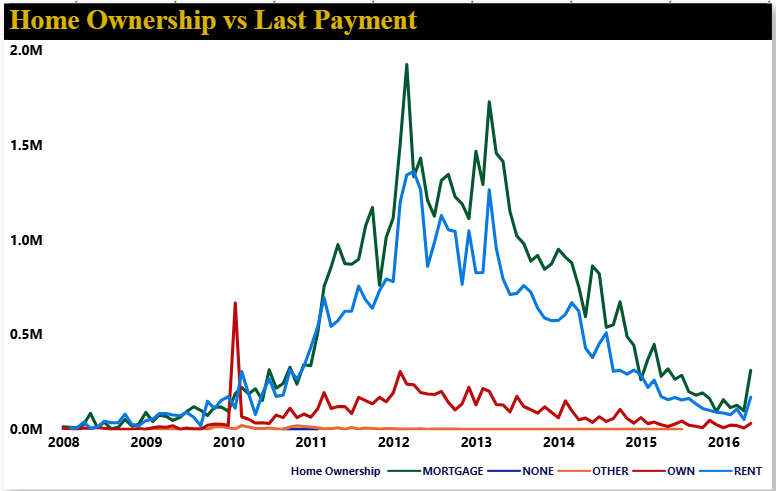 Home Ownership vs Last Payment
2.0M
1.5M
1.0M
0.5M
0.0M
2008 2009 2010 2011 2012 2013 2014 2015 2016
Home Ownership MORTGAGE NONE OTHER OWN RENT